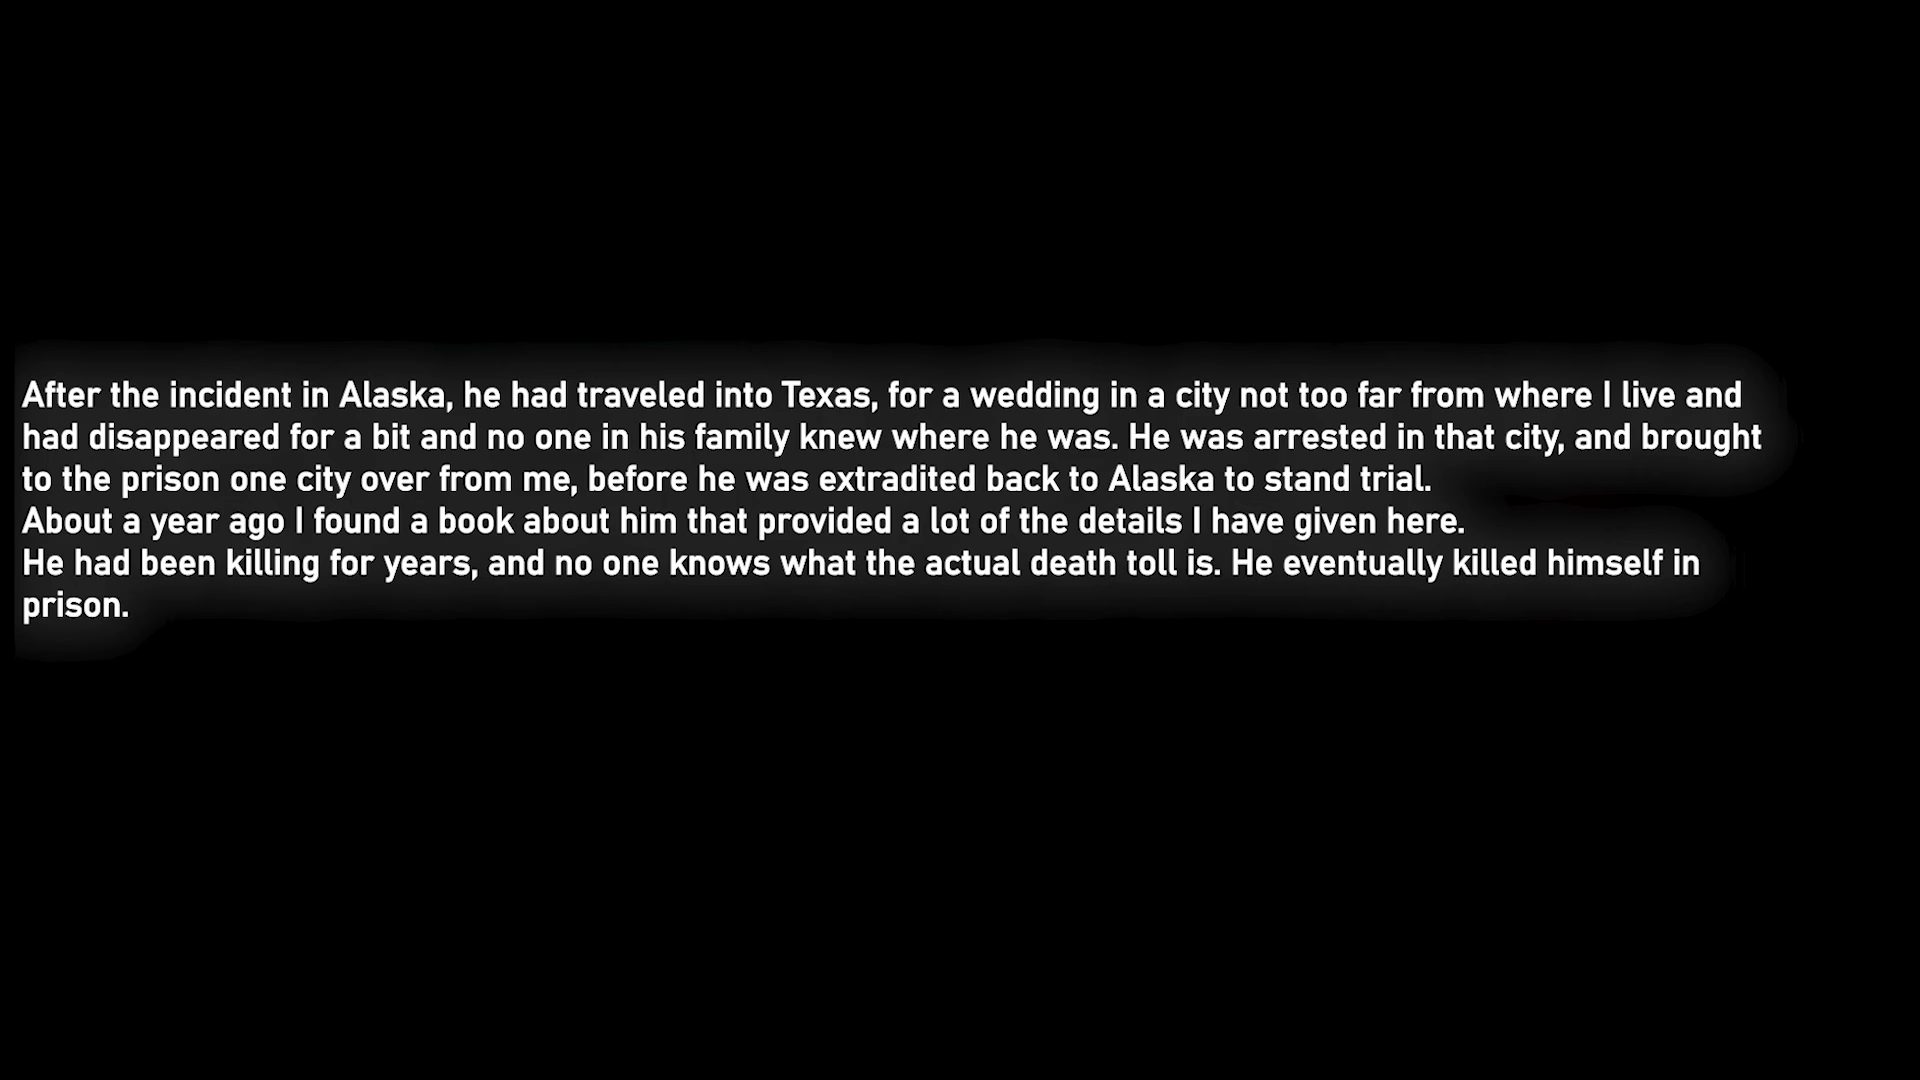 After the incident in Alaska, he had traveled into Texas, for a wedding in a city not too far from where I live and
had disappeared for a bit and no one in his family knew where he was. He was arrested in that city, and brought
to the prison one city over from me, before he was extradited back to Alaska to stand trial.
About a year ago I found a book about him that provided a lot of the details I have given here.
He had been killing for years, and no one knows what the actual death toll is. He eventually killed himself in
prison.